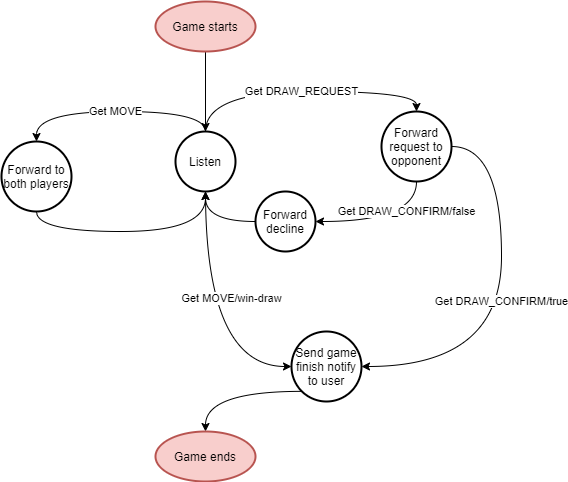 Game starts
Get DRAW_REQUEST
Get MOVE
Forward
request to
opponent
Listen
Forward to
both players
Forward
decline
Get DRAW_CONFIRM/false
Get MOVE/win-draw
Get DRAW_CONFIRM/true
Send game
finish notify
to user
Game ends